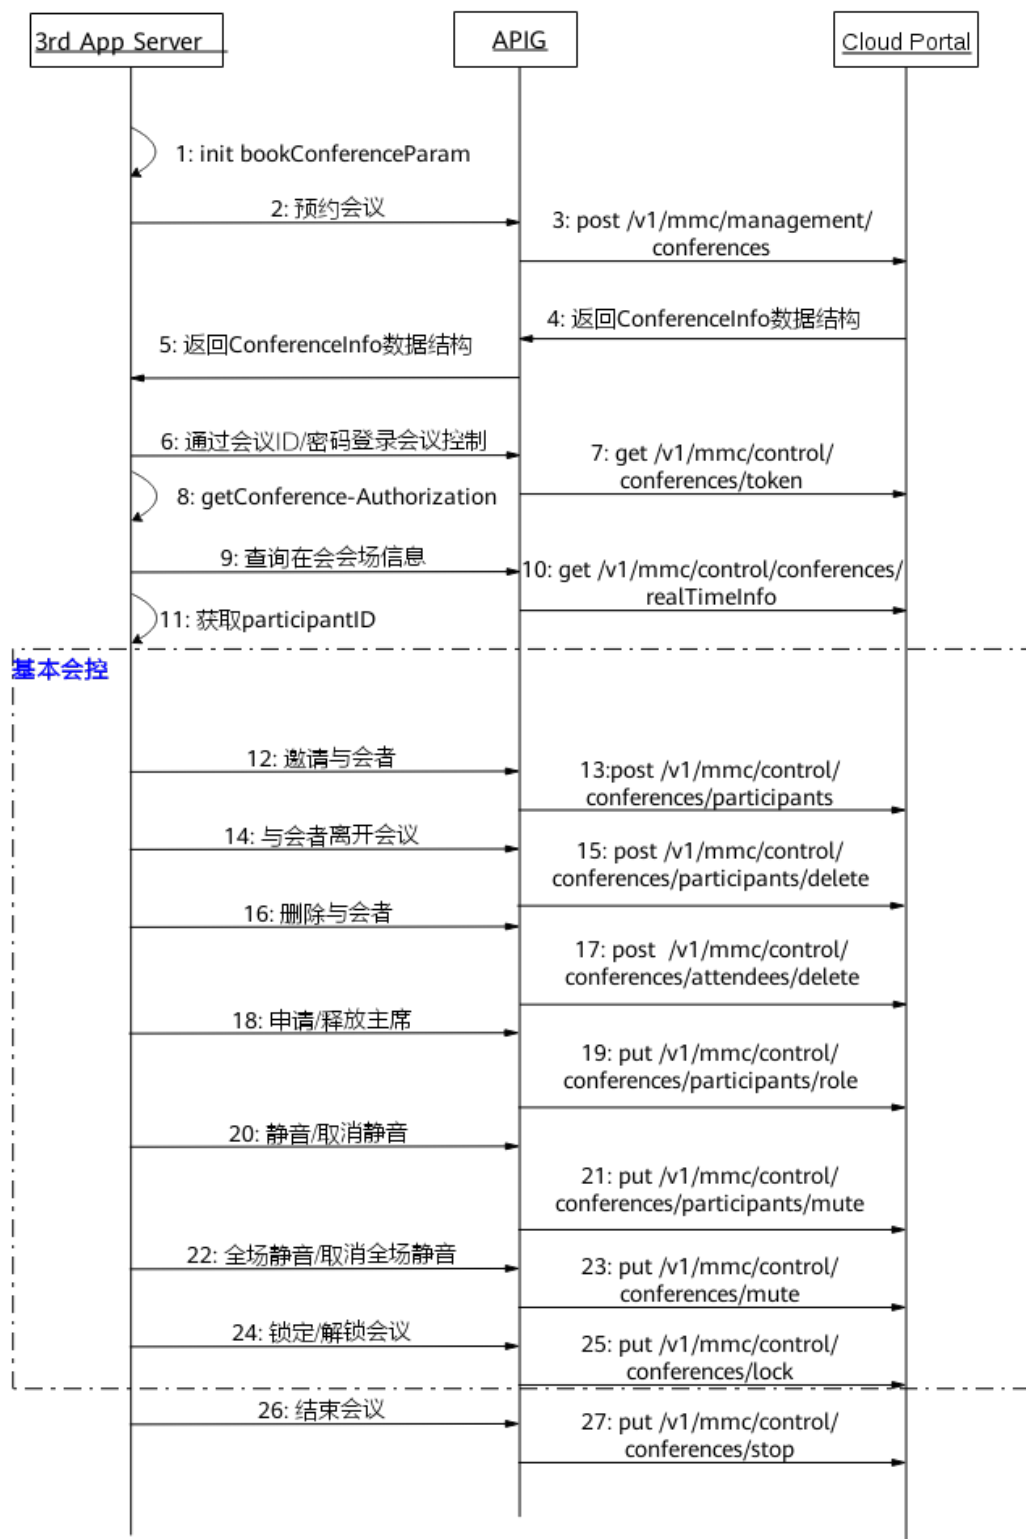 3rd App Server
APIG
Cloud Portal
1: init bookConferenceParam
2: 预约会议
3: post /v1/mmc/management/
conferences
4: 返回ConferenceInfo数据结构
5: 返回ConferenceInfo数据结构
6: 通过会议ID/密码登录会议控制
7: get /v1/mmc/control/
conferences/token
8: getConference-Authorization
9: 查询在会会场信息
10: get /v1/mmc/control/conferences/
realTimeInfo
11: 获取participantID
基本会控
12: 邀请与会者
13:post /v1/mmc/control/
conferences/participants
14: 与会者离开会议
15: post /v1/mmc/control/
conferences/participants/delete
16: 删除与会者
17: post  /v1/mmc/control/
conferences/attendees/delete
18: 申请/释放主席
19: put /v1/mmc/control/
conferences/participants/role
20: 静音/取消静音
21: put /v1/mmc/control/
conferences/participants/mute
22: 全场静音/取消全场静音
23: put /v1/mmc/control/
conferences/mute
24: 锁定/解锁会议
25: put /v1/mmc/control/
conferences/lock
26: 结束会议
27: put /v1/mmc/control/
conferences/stop